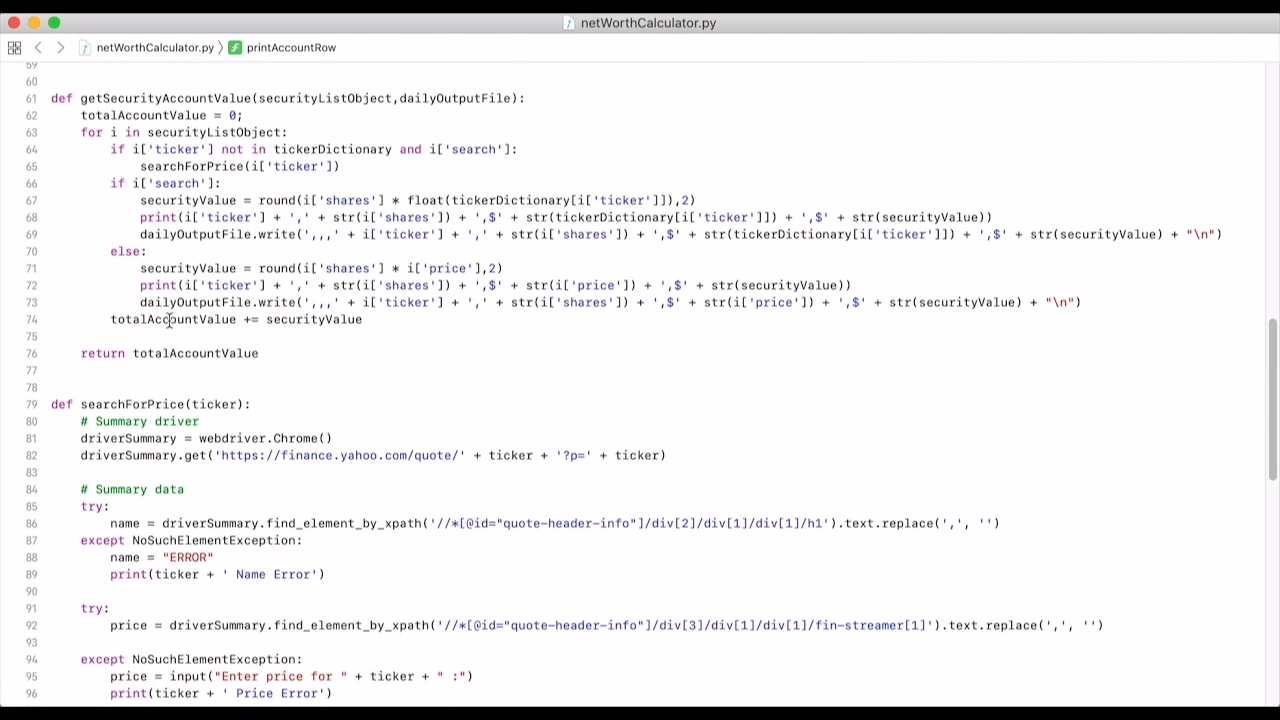 netWorthCalculator.py
netWorthCalculator.py 〉 f printAccountRow
59
60
61 def getSecurityAccountValue(securityListObject,dailyOutputFile):
62 totalAccountValue = 0;
63 for i in securityListObject:
64 if i['ticker'] not in tickerDictionary and i['search']:
65 searchForPrice(i['ticker'])
66 if i['search']:
67 securityValue = round(i['shares'] * float(tickerDictionary[i['ticker']]),2)
68 print(i['ticker'] + ',' + str(i['shares']) + ',$' + str(tickerDictionary[i['ticker']]) + ',$' + str(securityValue))
69 dailyOutputFile.write(',,,' + i['ticker'] + ',' + str(i['shares']) + ',$' + str(tickerDictionary[i['ticker']]) + ',$' + str(securityValue) + "\n")
70 else:
71 securityValue = round(i['shares'] * i['price'],2)
72 print(i['ticker'] + ',' + str(i['shares']) + ',$' + str(i['price']) + ',$' + str(securityValue))
73 dailyOutputFile.write(',,,' + i['ticker'] + ',' + str(i['shares']) + ',$' + str(i['price']) + ',$' + str(securityValue) + "\n")
74 totalAccountValue += securityValue
75
76 return totalAccountValue
77
78
79 def searchForPrice(ticker):
80 # Summary driver
81 driverSummary = webdriver.Chrome()
82 driverSummary.get('https://finance.yahoo.com/quote/' + ticker + '?p=' + ticker)
83
84 # Summary data
85 try:
86 name = driverSummary.find_element_by_xpath('//*[@id="quote-header-info"]/div[2]/div[1]/div[1]/h1').text.replace(',', '')
87 except NoSuchElementException:
88 name = "ERROR"
89 print(ticker + ' Name Error')
90
91 try:
92 price = driverSummary.find_element_by_xpath('//*[@id="quote-header-info"]/div[3]/div[1]/div[1]/fin-streamer[1]').text.replace(',', '')
93
94 except NoSuchElementException:
95 price = input("Enter price for " + ticker + " :")
96 print(ticker + ' Price Error')